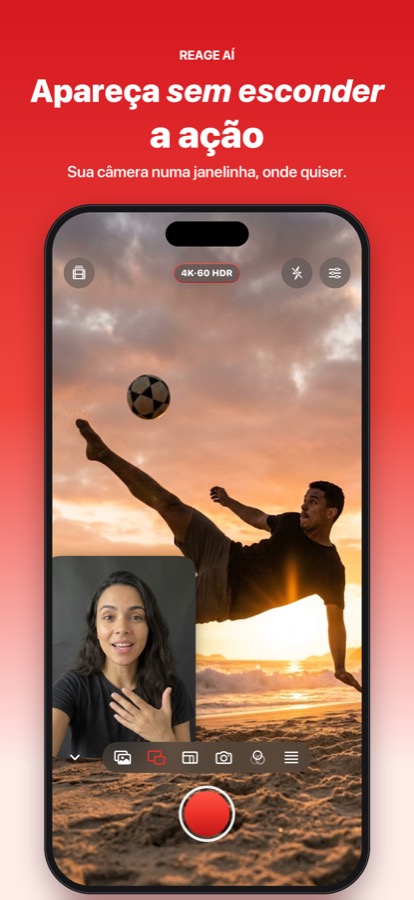 REAGE AÍ
Apareça sem esconder
a ação
Sua câmera numa janelinha, onde quiser.
4K·60 HDR